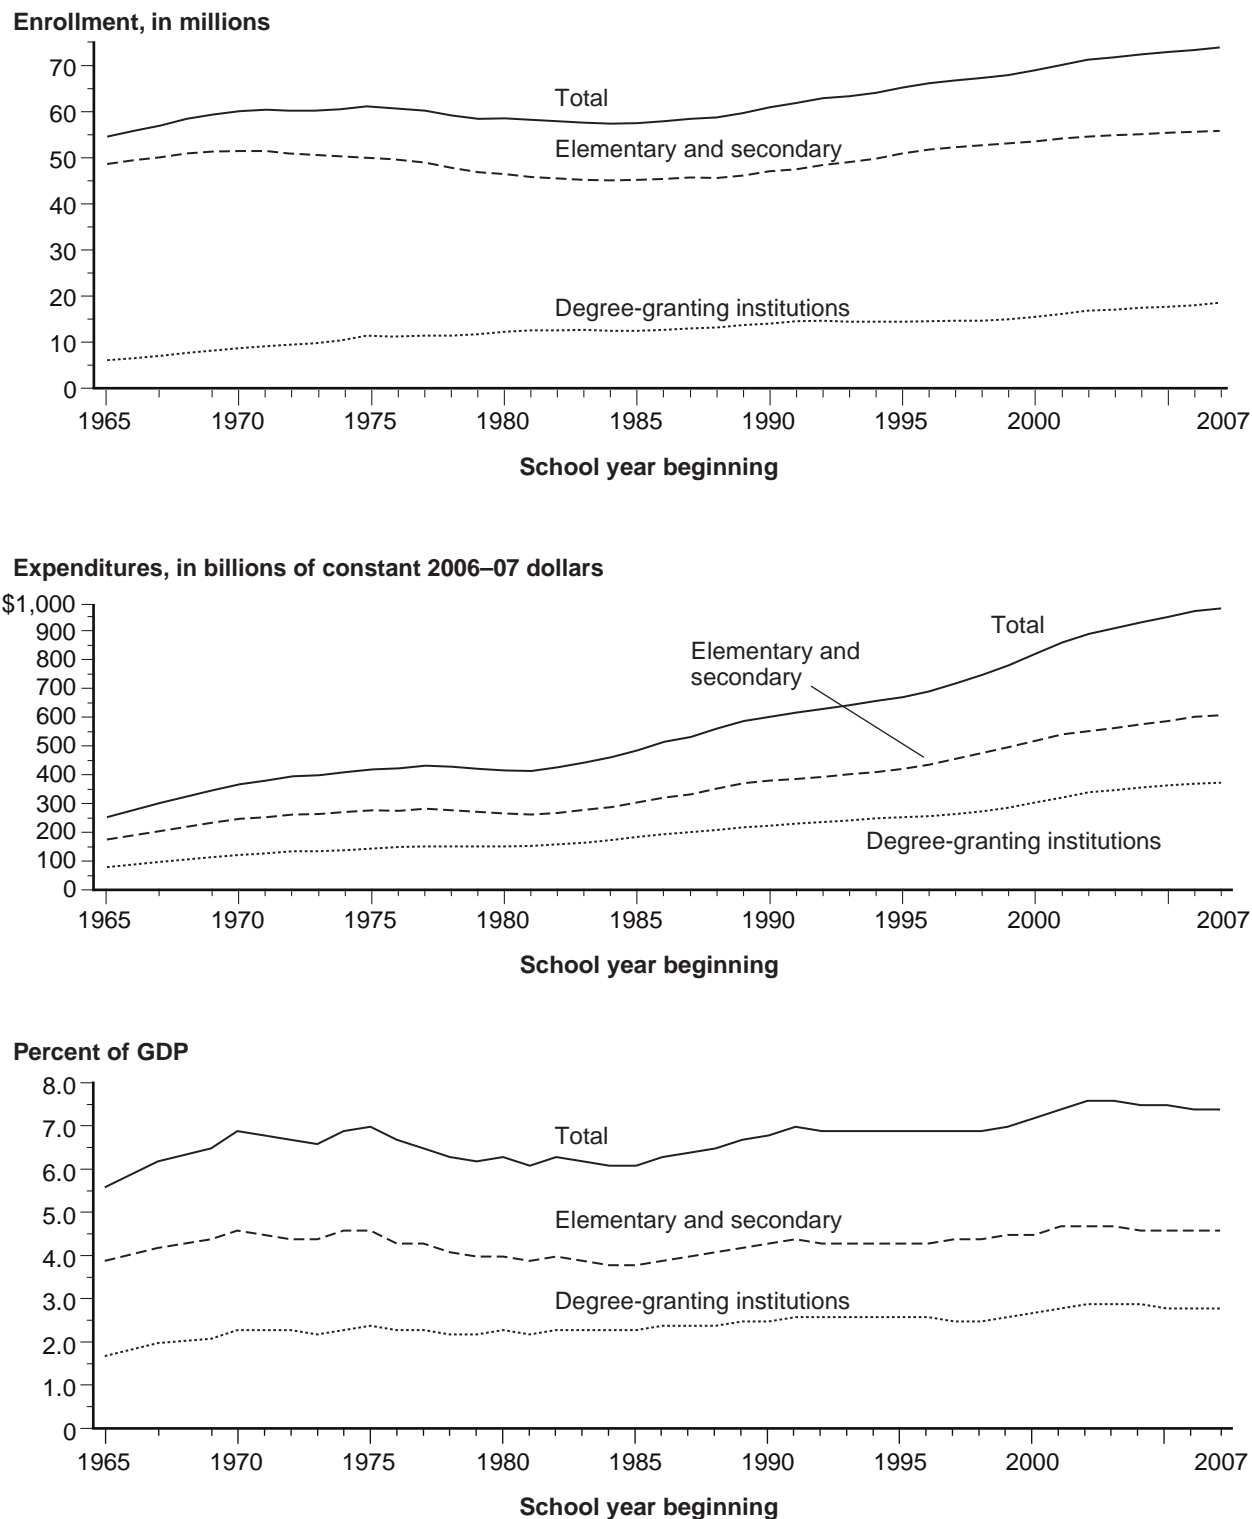 Enrollment, in millions
70
60
50
40
30
20
10
0
Total
Elementary and secondary
Degree-granting institutions
1965 1970 1975 1980 1985 1990 1995 2000 2007
School year beginning
Expenditures, in billions of constant 2006–07 dollars
$1,000
900
800
700
600
500
400
300
200
100
0
Total
Elementary and
secondary
Degree-granting institutions
1965 1970 1975 1980 1985 1990 1995 2000 2007
School year beginning
Percent of GDP
8.0
7.0
6.0
5.0
4.0
3.0
2.0
1.0
0
Total
Elementary and secondary
Degree-granting institutions
1965 1970 1975 1980 1985 1990 1995 2000 2007
School year beginning